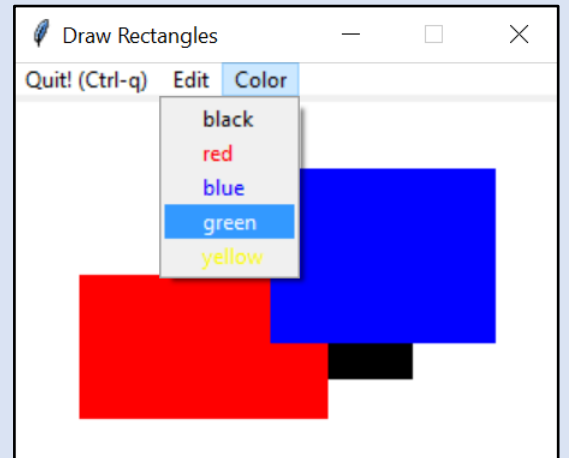 Draw Rectangles
Quit! (Ctrl-q) Edit Color
black
red
blue
green
yellow